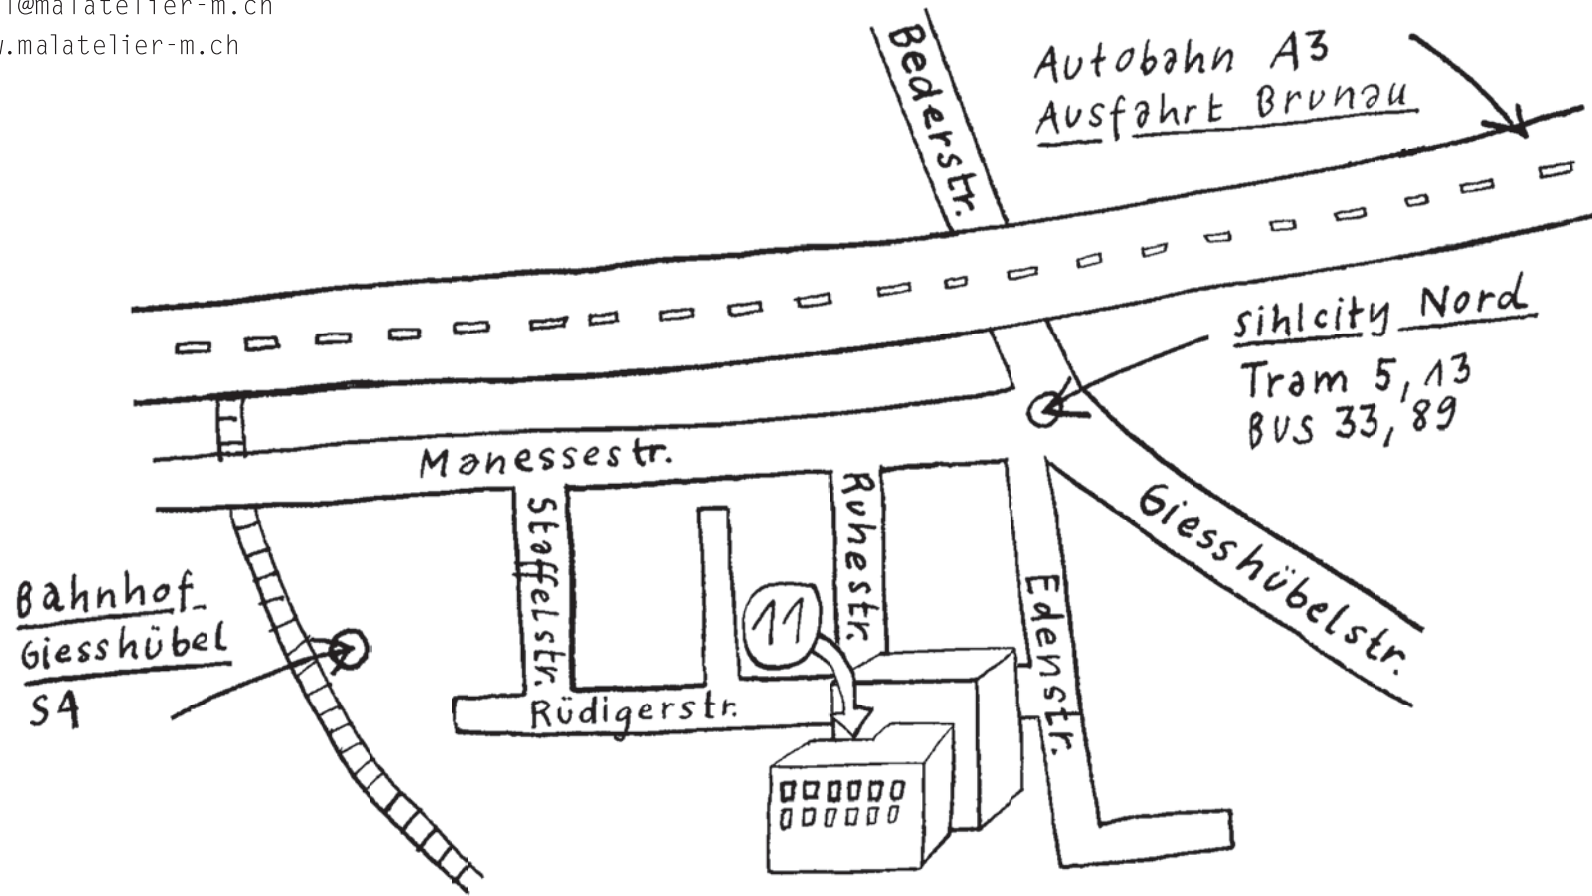 l@malatelier-m.ch
w.malatelier-m.ch
Bederstr.
Autobahn A3
Ausfahrt Brunau
Sihlcity Nord
Tram 5, 13
BUS 33, 89
Manessestr.
Staffelstr.
Ruhestr.
Giesshübelstr.
Edenstr.
Bahnhof
Giesshübel
S4
11
Rüdigerstr.